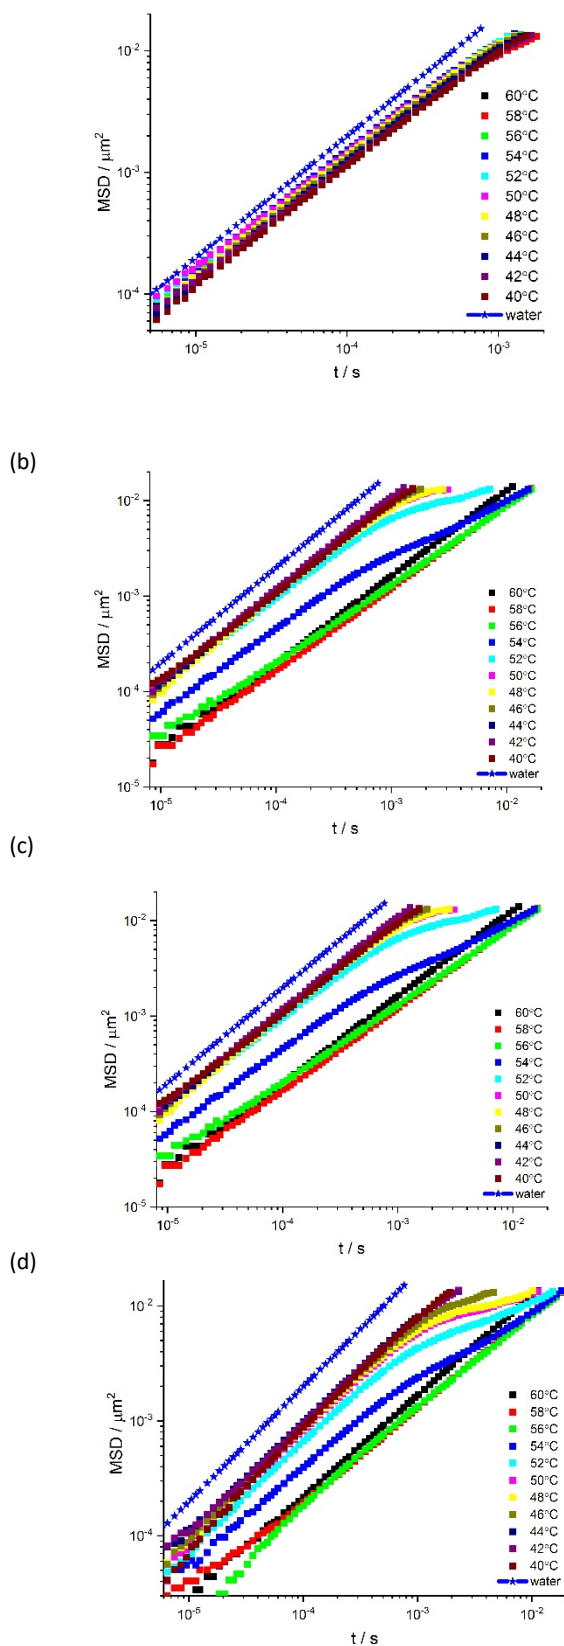 10⁻²
10⁻³
10⁻⁴
MSD / μm²
60°C
58°C
56°C
54°C
52°C
50°C
48°C
46°C
44°C
42°C
40°C
water
10⁻⁵ 10⁻⁴ 10⁻³
t / s
(b)
10⁻²
10⁻³
10⁻⁴
10⁻⁵
MSD / μm²
60°C
58°C
56°C
54°C
52°C
50°C
48°C
46°C
44°C
42°C
40°C
water
10⁻⁵ 10⁻⁴ 10⁻³ 10⁻²
t / s
(c)
10⁻²
10⁻³
10⁻⁴
10⁻⁵
MSD / μm²
60°C
58°C
56°C
54°C
52°C
50°C
48°C
46°C
44°C
42°C
40°C
water
10⁻⁵ 10⁻⁴ 10⁻³ 10⁻²
t / s
(d)
10⁻²
10⁻³
10⁻⁴
MSD / μm²
60°C
58°C
56°C
54°C
52°C
50°C
48°C
46°C
44°C
42°C
40°C
water
10⁻⁵ 10⁻⁴ 10⁻³ 10⁻²
t / s